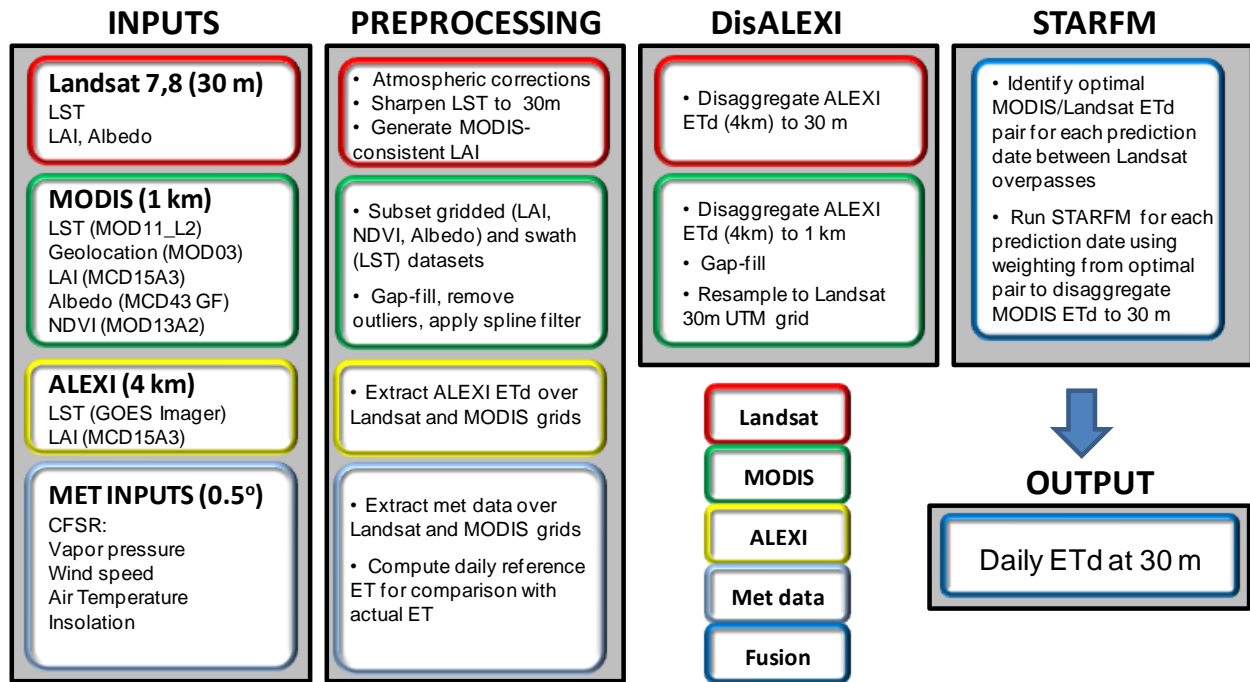 INPUTS
Landsat 7,8 (30 m)
LST
LAI, Albedo
MODIS (1 km)
LST (MOD11_L2)
Geolocation (MOD03)
LAI (MCD15A3)
Albedo (MCD43 GF)
NDVI (MOD13A2)
ALEXI (4 km)
LST (GOES Imager)
LAI (MCD15A3)
MET INPUTS (0.5º)
CFSR:
Vapor pressure
Wind speed
Air Temperature
Insolation
PREPROCESSING
• Atmospheric corrections
• Sharpen LST to 30m
• Generate MODIS-
consistent LAI
• Subset gridded (LAI,
NDVI, Albedo) and swath
(LST) datasets
• Gap-fill, remove
outliers, apply spline filter
• Extract ALEXI ETd over
Landsat and MODIS grids
• Extract met data over
Landsat and MODIS grids
• Compute daily reference
ET for comparison with
actual ET
DisALEXI
• Disaggregate ALEXI
ETd (4km) to 30 m
• Disaggregate ALEXI
ETd (4km) to 1 km
• Gap-fill
• Resample to Landsat
30m UTM grid
Landsat
MODIS
ALEXI
Met data
Fusion
STARFM
• Identify optimal
MODIS/Landsat ETd
pair for each prediction
date between Landsat
overpasses
• Run STARFM for each
prediction date using
weighting from optimal
pair to disaggregate
MODIS ETd to 30 m
OUTPUT
Daily ETd at 30 m